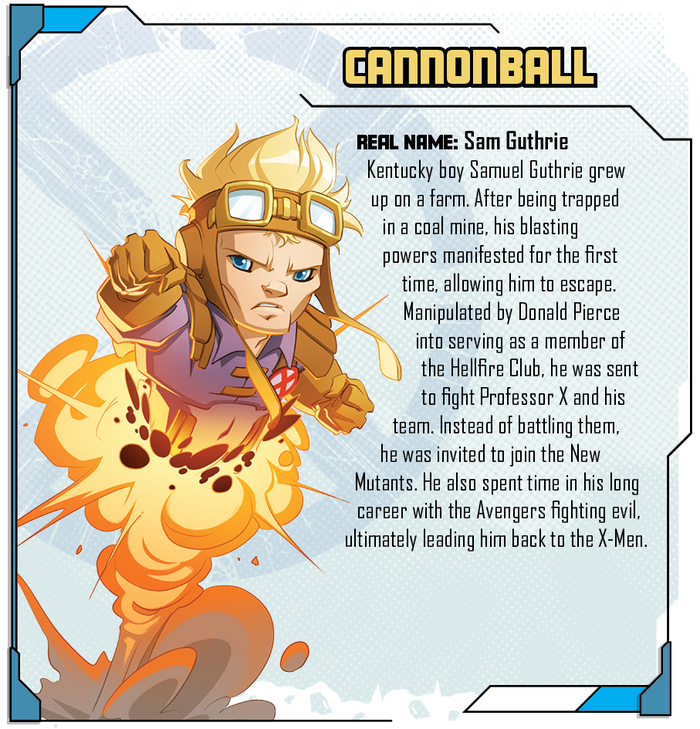 CANNONBALL
REAL NAME: Sam Guthrie
Kentucky boy Samuel Guthrie grew
up on a farm. After being trapped
in a coal mine, his blasting
powers manifested for the first
time, allowing him to escape.
Manipulated by Donald Pierce
into serving as a member of
the Hellfire Club, he was sent
to fight Professor X and his
team. Instead of battling them,
he was invited to join the New
Mutants. He also spent time in his long
career with the Avengers fighting evil,
ultimately leading him back to the X-Men.